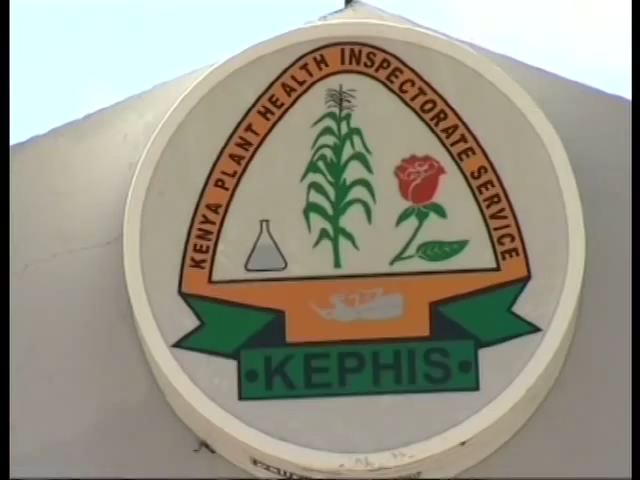 KENYA PLANT HEALTH INSPECTORATE SERVICE
•KEPHIS•